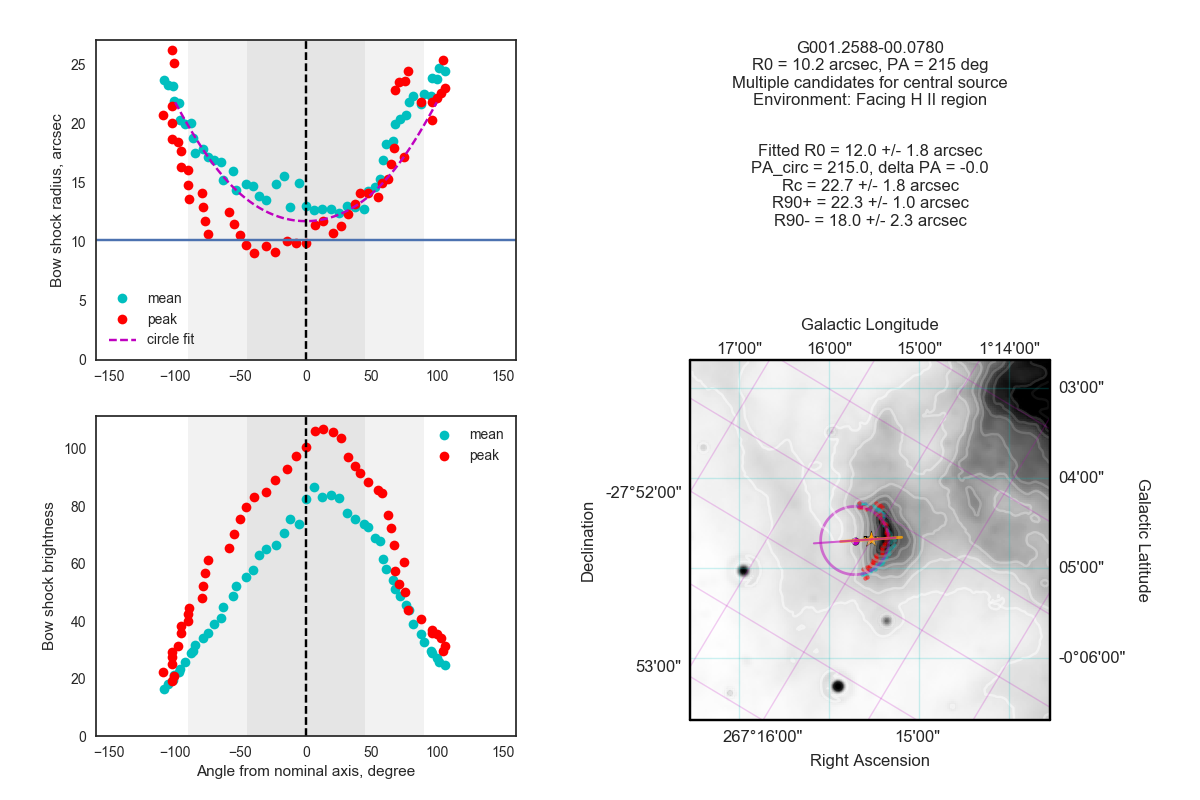 25
20
15
10
5
0
Bow shock radius, arcsec
mean
peak
circle fit
−150 −100 −50 0 50 100 150
100
80
60
40
20
0
Bow shock brightness
mean
peak
−150 −100 −50 0 50 100 150
Angle from nominal axis, degree
G001.2588-00.0780
R0 = 10.2 arcsec, PA = 215 deg
Multiple candidates for central source
Environment: Facing H II region
Fitted R0 = 12.0 +/- 1.8 arcsec
PA_circ = 215.0, delta PA = -0.0
Rc = 22.7 +/- 1.8 arcsec
R90+ = 22.3 +/- 1.0 arcsec
R90- = 18.0 +/- 2.3 arcsec
Galactic Longitude
17'00" 16'00" 15'00" 1°14'00"
03'00"
04'00"
05'00"
-0°06'00"
Galactic Latitude
-27°52'00"
53'00"
Declination
267°16'00" 15'00"
Right Ascension